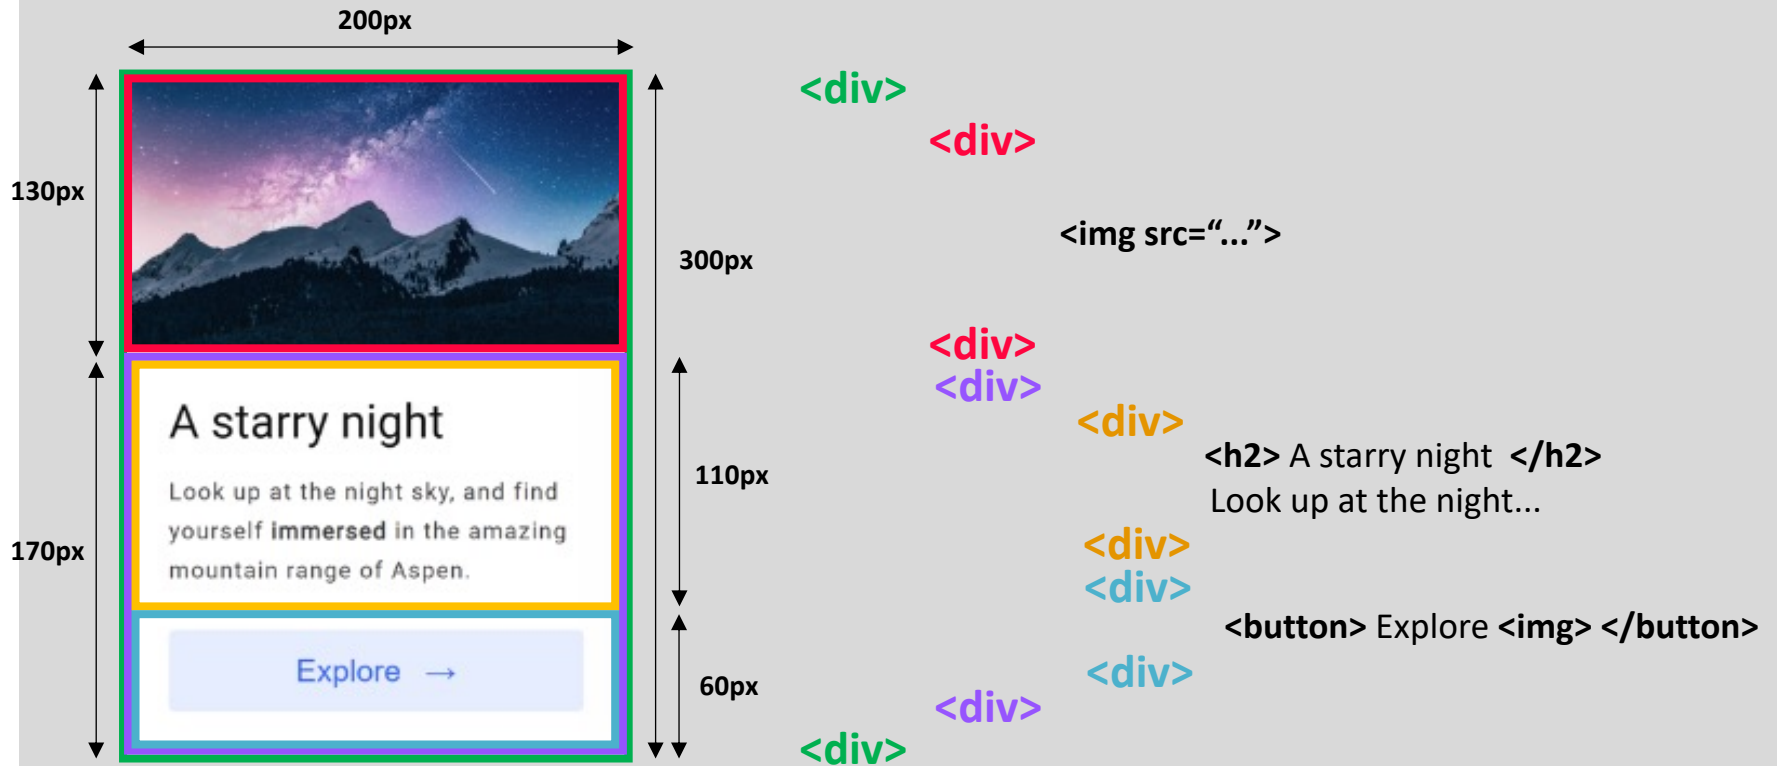 200px
130px
300px
170px
110px
60px
A starry night
Look up at the night sky, and find
yourself immersed in the amazing
mountain range of Aspen.
Explore →
<div>
<div>
<img src=“...”>
<div>
<div>
<div>
<h2> A starry night </h2>
Look up at the night...
<div>
<div>
<button> Explore <img> </button>
<div>
<div>
<div>